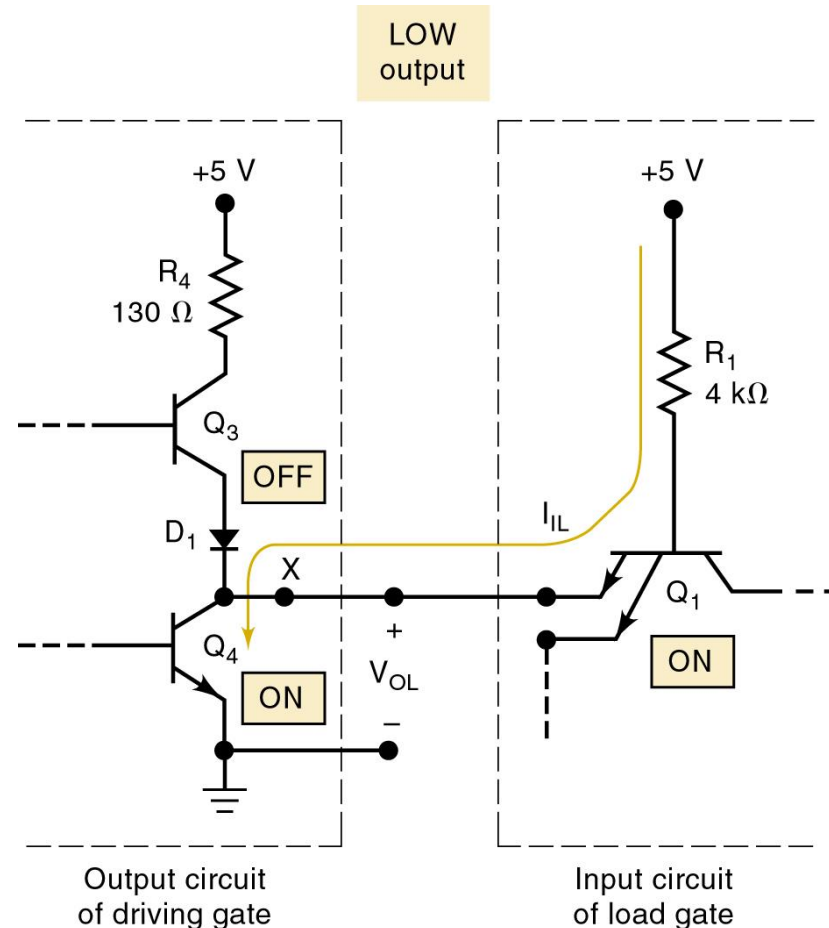 LOW
output
+5 V
R4
130 Ω
Q3
OFF
D1
X
Q4
ON
+
VOL
–
+5 V
R1
4 kΩ
IIL
Q1
ON
Output circuit
of driving gate
Input circuit
of load gate